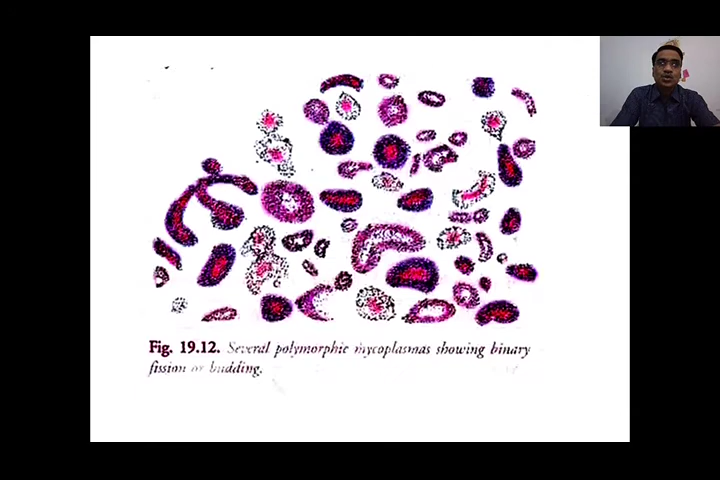 Fig. 19.12. Several polymorphic mycoplasmas showing binary
fission or budding.